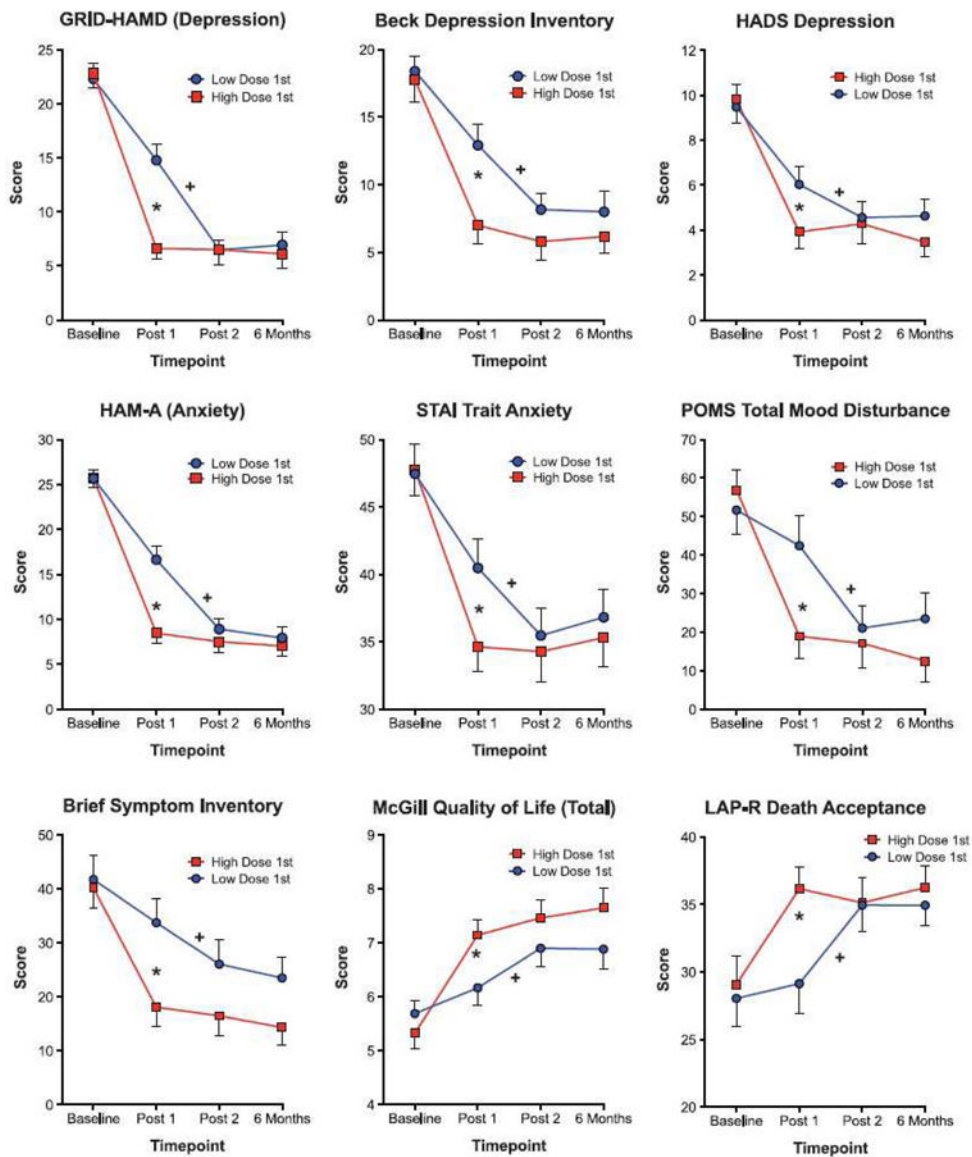 GRID-HAMD (Depression)
25
20
15
10
5
0
Score
Low Dose 1st
High Dose 1st
*
+
Baseline Post 1 Post 2 6 Months
Timepoint
Beck Depression Inventory
20
15
10
5
0
Score
Low Dose 1st
High Dose 1st
*
+
Baseline Post 1 Post 2 6 Months
Timepoint
HADS Depression
12
10
8
6
4
2
0
Score
High Dose 1st
Low Dose 1st
*
+
Baseline Post 1 Post 2 6 Months
Timepoint
HAM-A (Anxiety)
30
25
20
15
10
5
0
Score
Low Dose 1st
High Dose 1st
*
+
Baseline Post 1 Post 2 6 Months
Timepoint
STAI Trait Anxiety
50
45
40
35
30
Score
Low Dose 1st
High Dose 1st
*
+
Baseline Post 1 Post 2 6 Months
Timepoint
POMS Total Mood Disturbance
70
60
50
40
30
20
10
0
Score
High Dose 1st
Low Dose 1st
*
+
Baseline Post 1 Post 2 6 Months
Timepoint
Brief Symptom Inventory
50
40
30
20
10
0
Score
High Dose 1st
Low Dose 1st
*
+
Baseline Post 1 Post 2 6 Months
Timepoint
McGill Quality of Life (Total)
9
8
7
6
5
4
Score
High Dose 1st
Low Dose 1st
*
+
Baseline Post 1 Post 2 6 Months
Timepoint
LAP-R Death Acceptance
40
35
30
25
20
Score
High Dose 1st
Low Dose 1st
*
+
Baseline Post 1 Post 2 6 Months
Timepoint